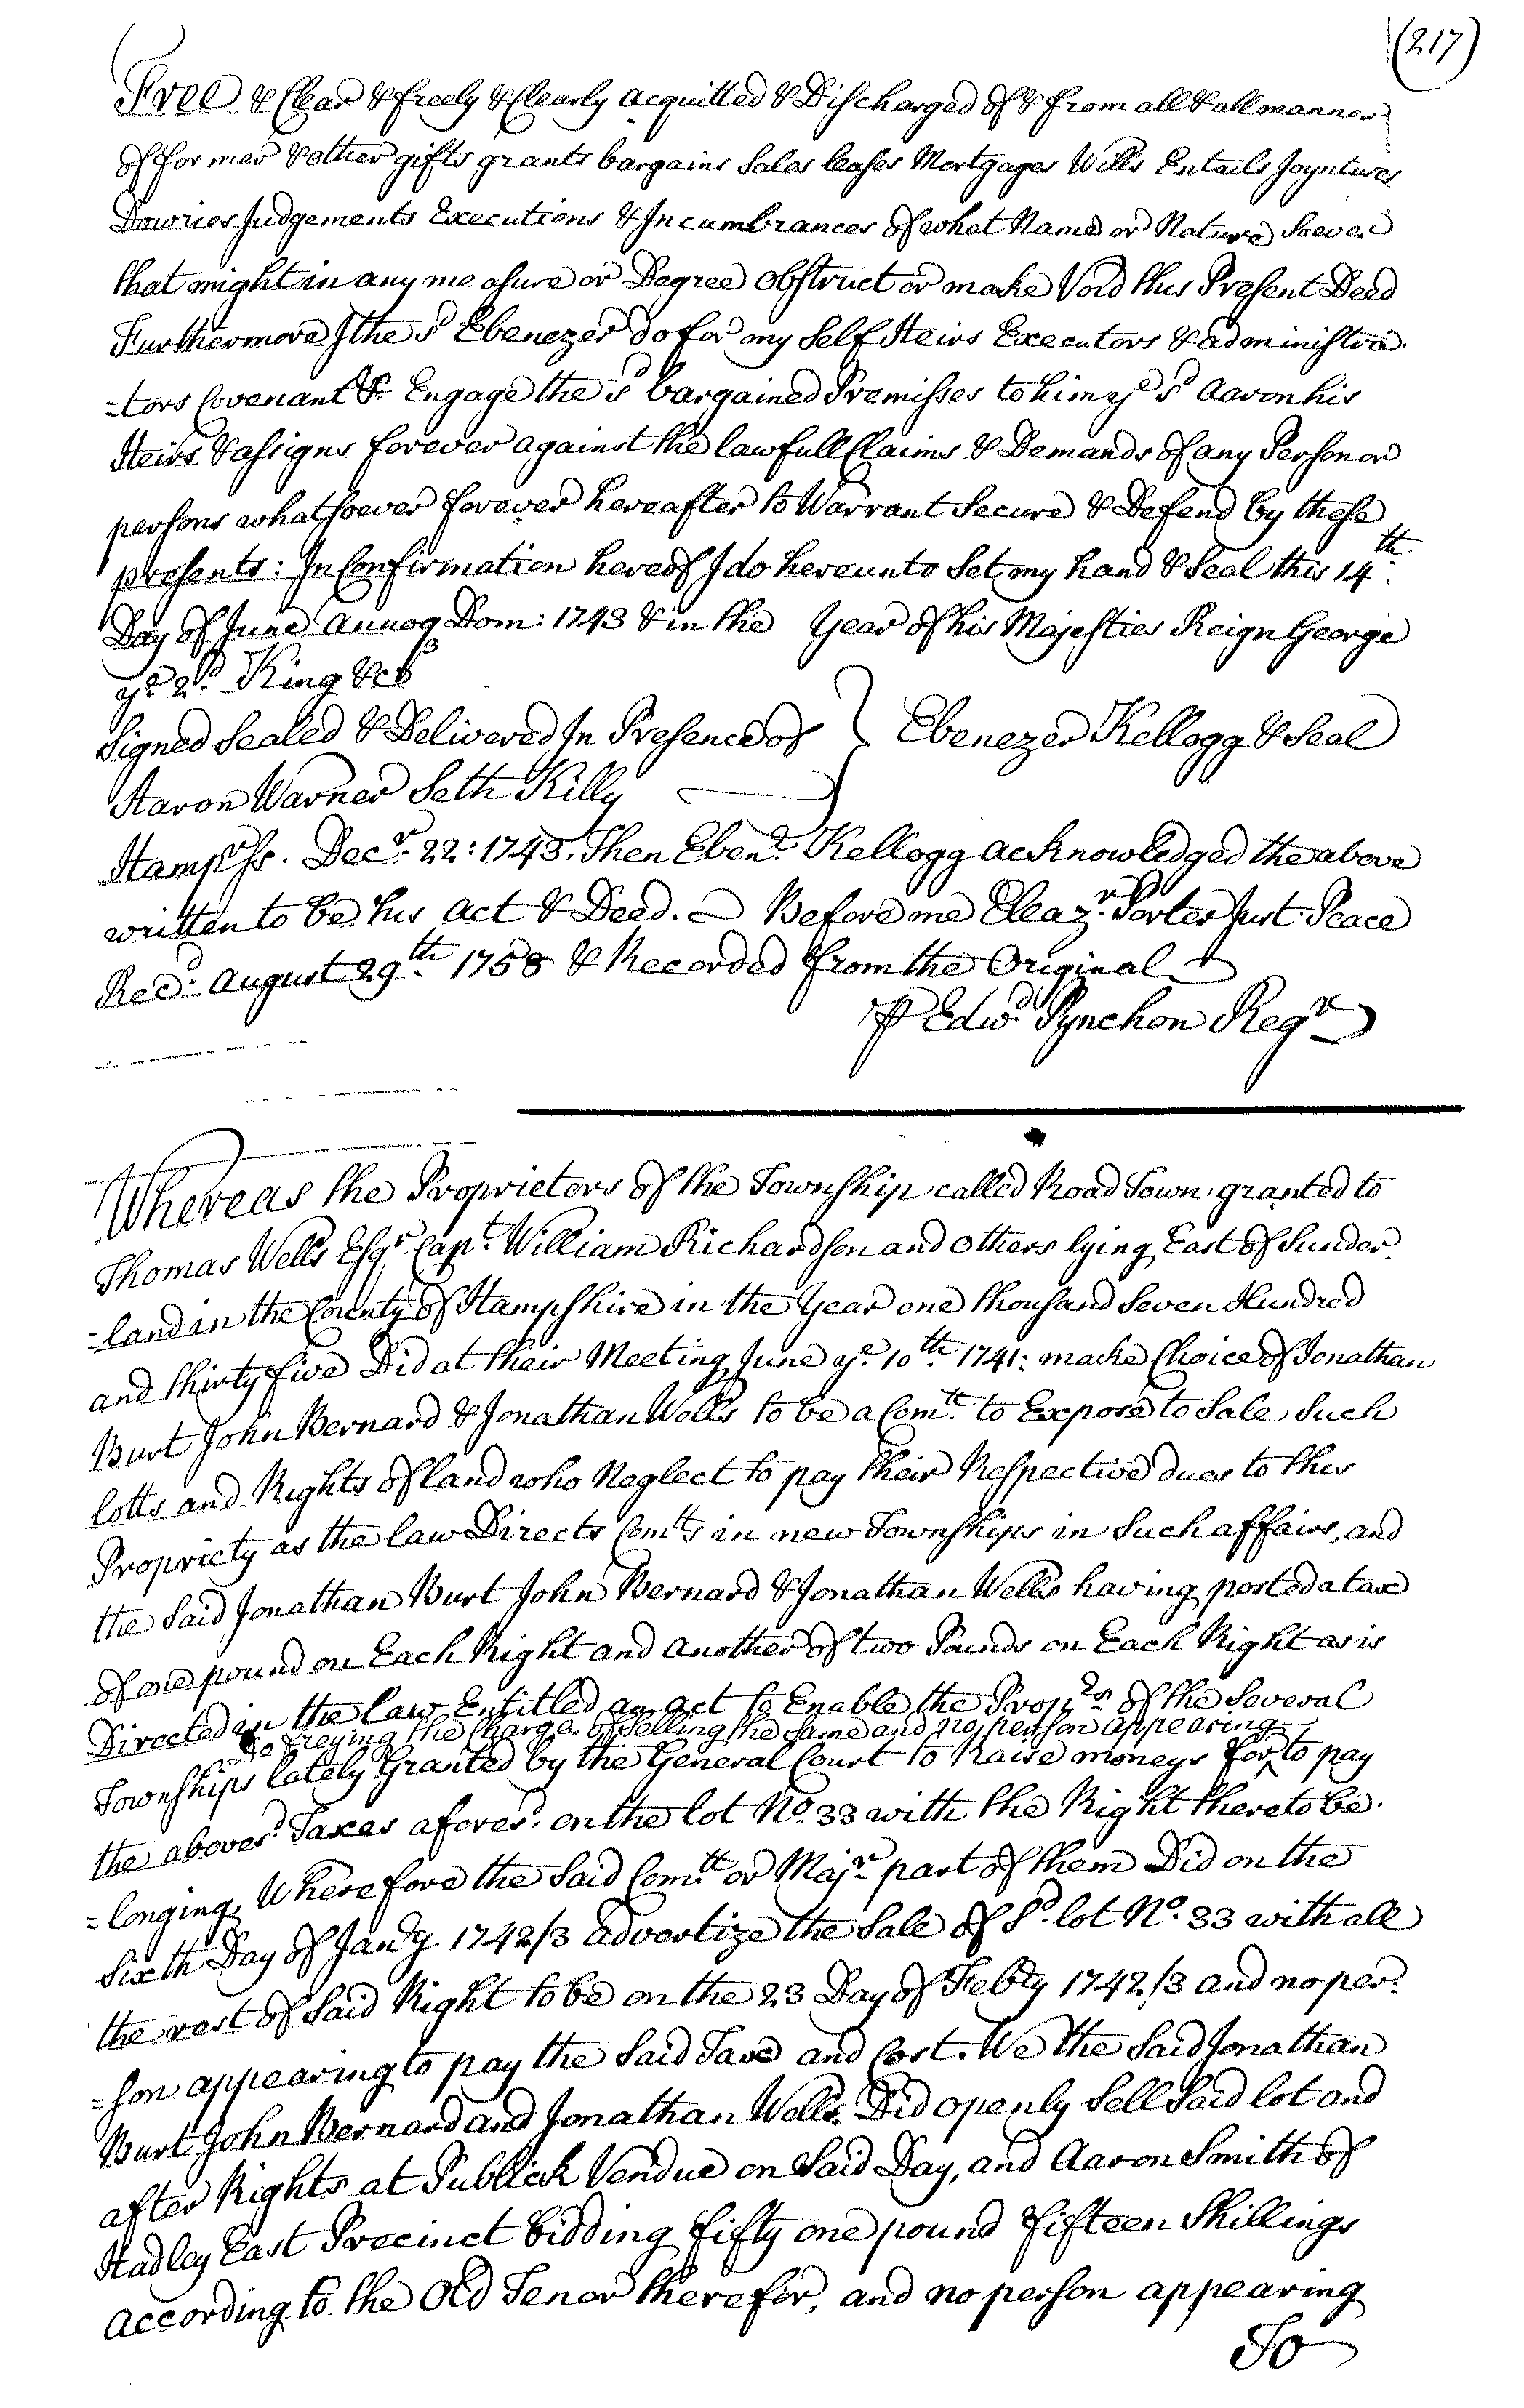 (217)
Free & Clear & freely & Clearly acquitted & Discharged of & from all & all manner
of former & other gifts grants bargains Sales leases Mortgages Wills Entails Joyntures
Dowries Judgements Executions & Incumbrances of what Name or Nature Soever
that might in any measure or Degree obstruct or make Void this Present Deed
Furthermore I the sd Ebenezer do for my Self Heirs Executors & administra-
-tors Covenant & Engage the sd bargained Premisses to him ye sd Aaron his
Heirs & assigns forever against the lawfull Claims & Demands of any Person or
persons whatsoever forever hereafter to Warrant Secure & Defend by these
presents: In Confirmation hereof I do hereunto Set my hand & Seal this 14th
Day of June Annoq Dom: 1743 & in the Year of his Majesties Reign George
ye 2d King &c
Signed Sealed & Delivered In Presence of } Ebenezer Kellogg & Seal
Aaron Warner Seth Killy
Hampsr Ss. Decr 22: 1743. Then Ebenr Kellogg acknowledged the above
written to be his act & Deed. Before me Eleazr Porter Just. Peace
Recd. August 29th 1758 & Recorded from the Original
P Edwd Pynchon Regr
Whereas the Proprietors of the Township called Road Town, granted to
Thomas Wells Esqr Capt. William Richardson and others lying East of Sunder-
-land in the County of Hampshire in the Year one thousand Seven Hundred
and thirty five Did at their Meeting June ye 10th 1741: make Choice of Jonathan
Burt John Bernard & Jonathan Wells to be a Comtt to Expose to Sale Such
lotts and Rights of land who Neglect to pay their Respective dues to this
Propriety as the law Directs Comtts in new Townships in Such affairs, and
the Said Jonathan Burt John Bernard & Jonathan Wells having posted a tax
of one pound on Each Right and another of two Pounds on Each Right as is
Directed in the law Entitled an act to Enable the Proprs of the Several
Defreying the Charges of Selling the same and no person appearing
Townships lately Granted by the General Court to Raise moneys for ^ to pay
the abovesd Taxes aforesd. on the lot No. 33 with the Right thereto be-
-longing, Wherefore the Said Comtt or Majr part of them Did on the
Sixth Day of Jany 1742/3 advertize the Sale of Sd. lot No. 33 with all
the rest of Said Right to be on the 23 Day of Febry 1742/3 and no per-
-son appearing to pay the Said Tax and Cost. We the Said Jonathan
Burt John Bernard and Jonathan Wells Did openly Sell Said lot and
after Rights at Publick Vendue on Said Day, and Aaron Smith of
Hadley East Precinct bidding fifty one pound fifteen Shillings
according to the Old Tenor therefor, and no person appearing
To